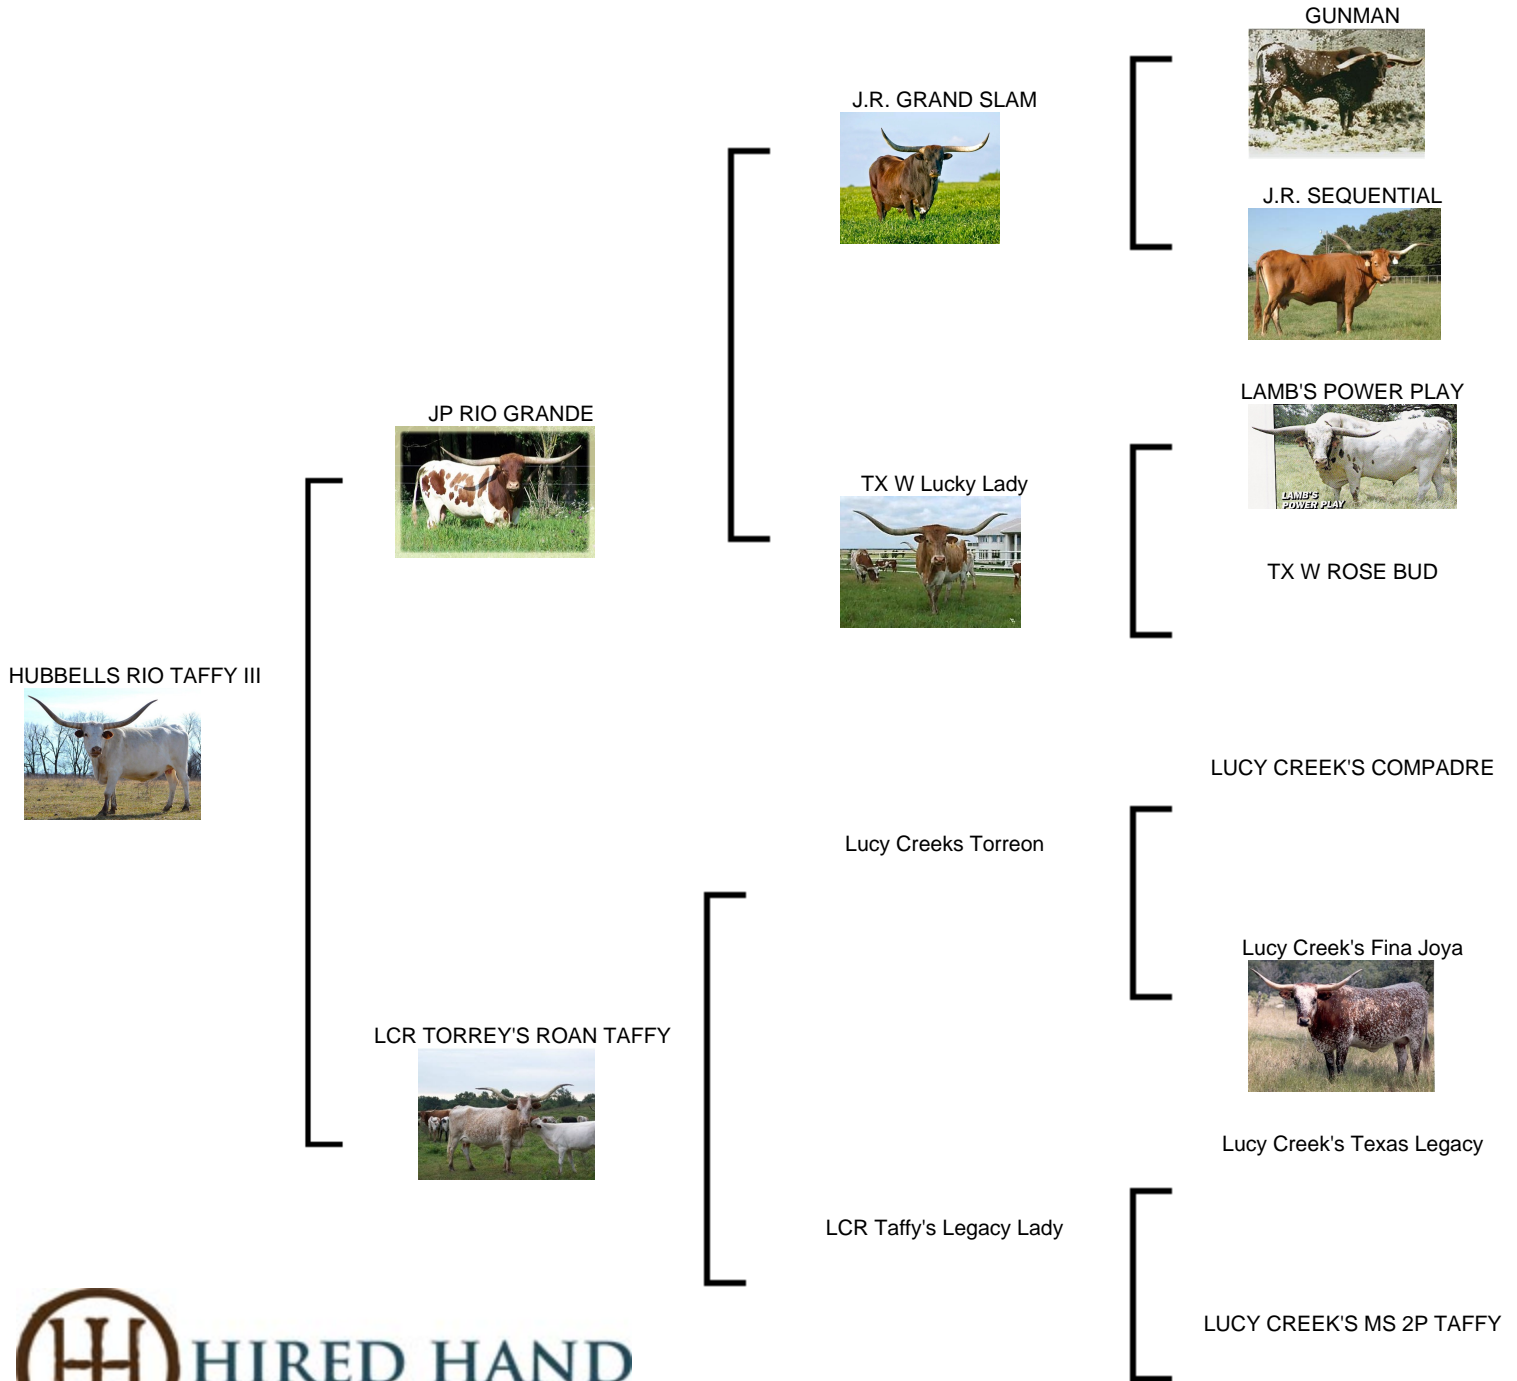 GUNMAN
J.R. GRAND SLAM
J.R. SEQUENTIAL
LAMB'S POWER PLAY
LAMB'S
POWER PLAY
JP RIO GRANDE
TX W Lucky Lady
TX W ROSE BUD
HUBBELLS RIO TAFFY III
LUCY CREEK'S COMPADRE
Lucy Creeks Torreon
Lucy Creek's Fina Joya
LCR TORREY'S ROAN TAFFY
Lucy Creek's Texas Legacy
LCR Taffy's Legacy Lady
LUCY CREEK'S MS 2P TAFFY
HIRED HAND